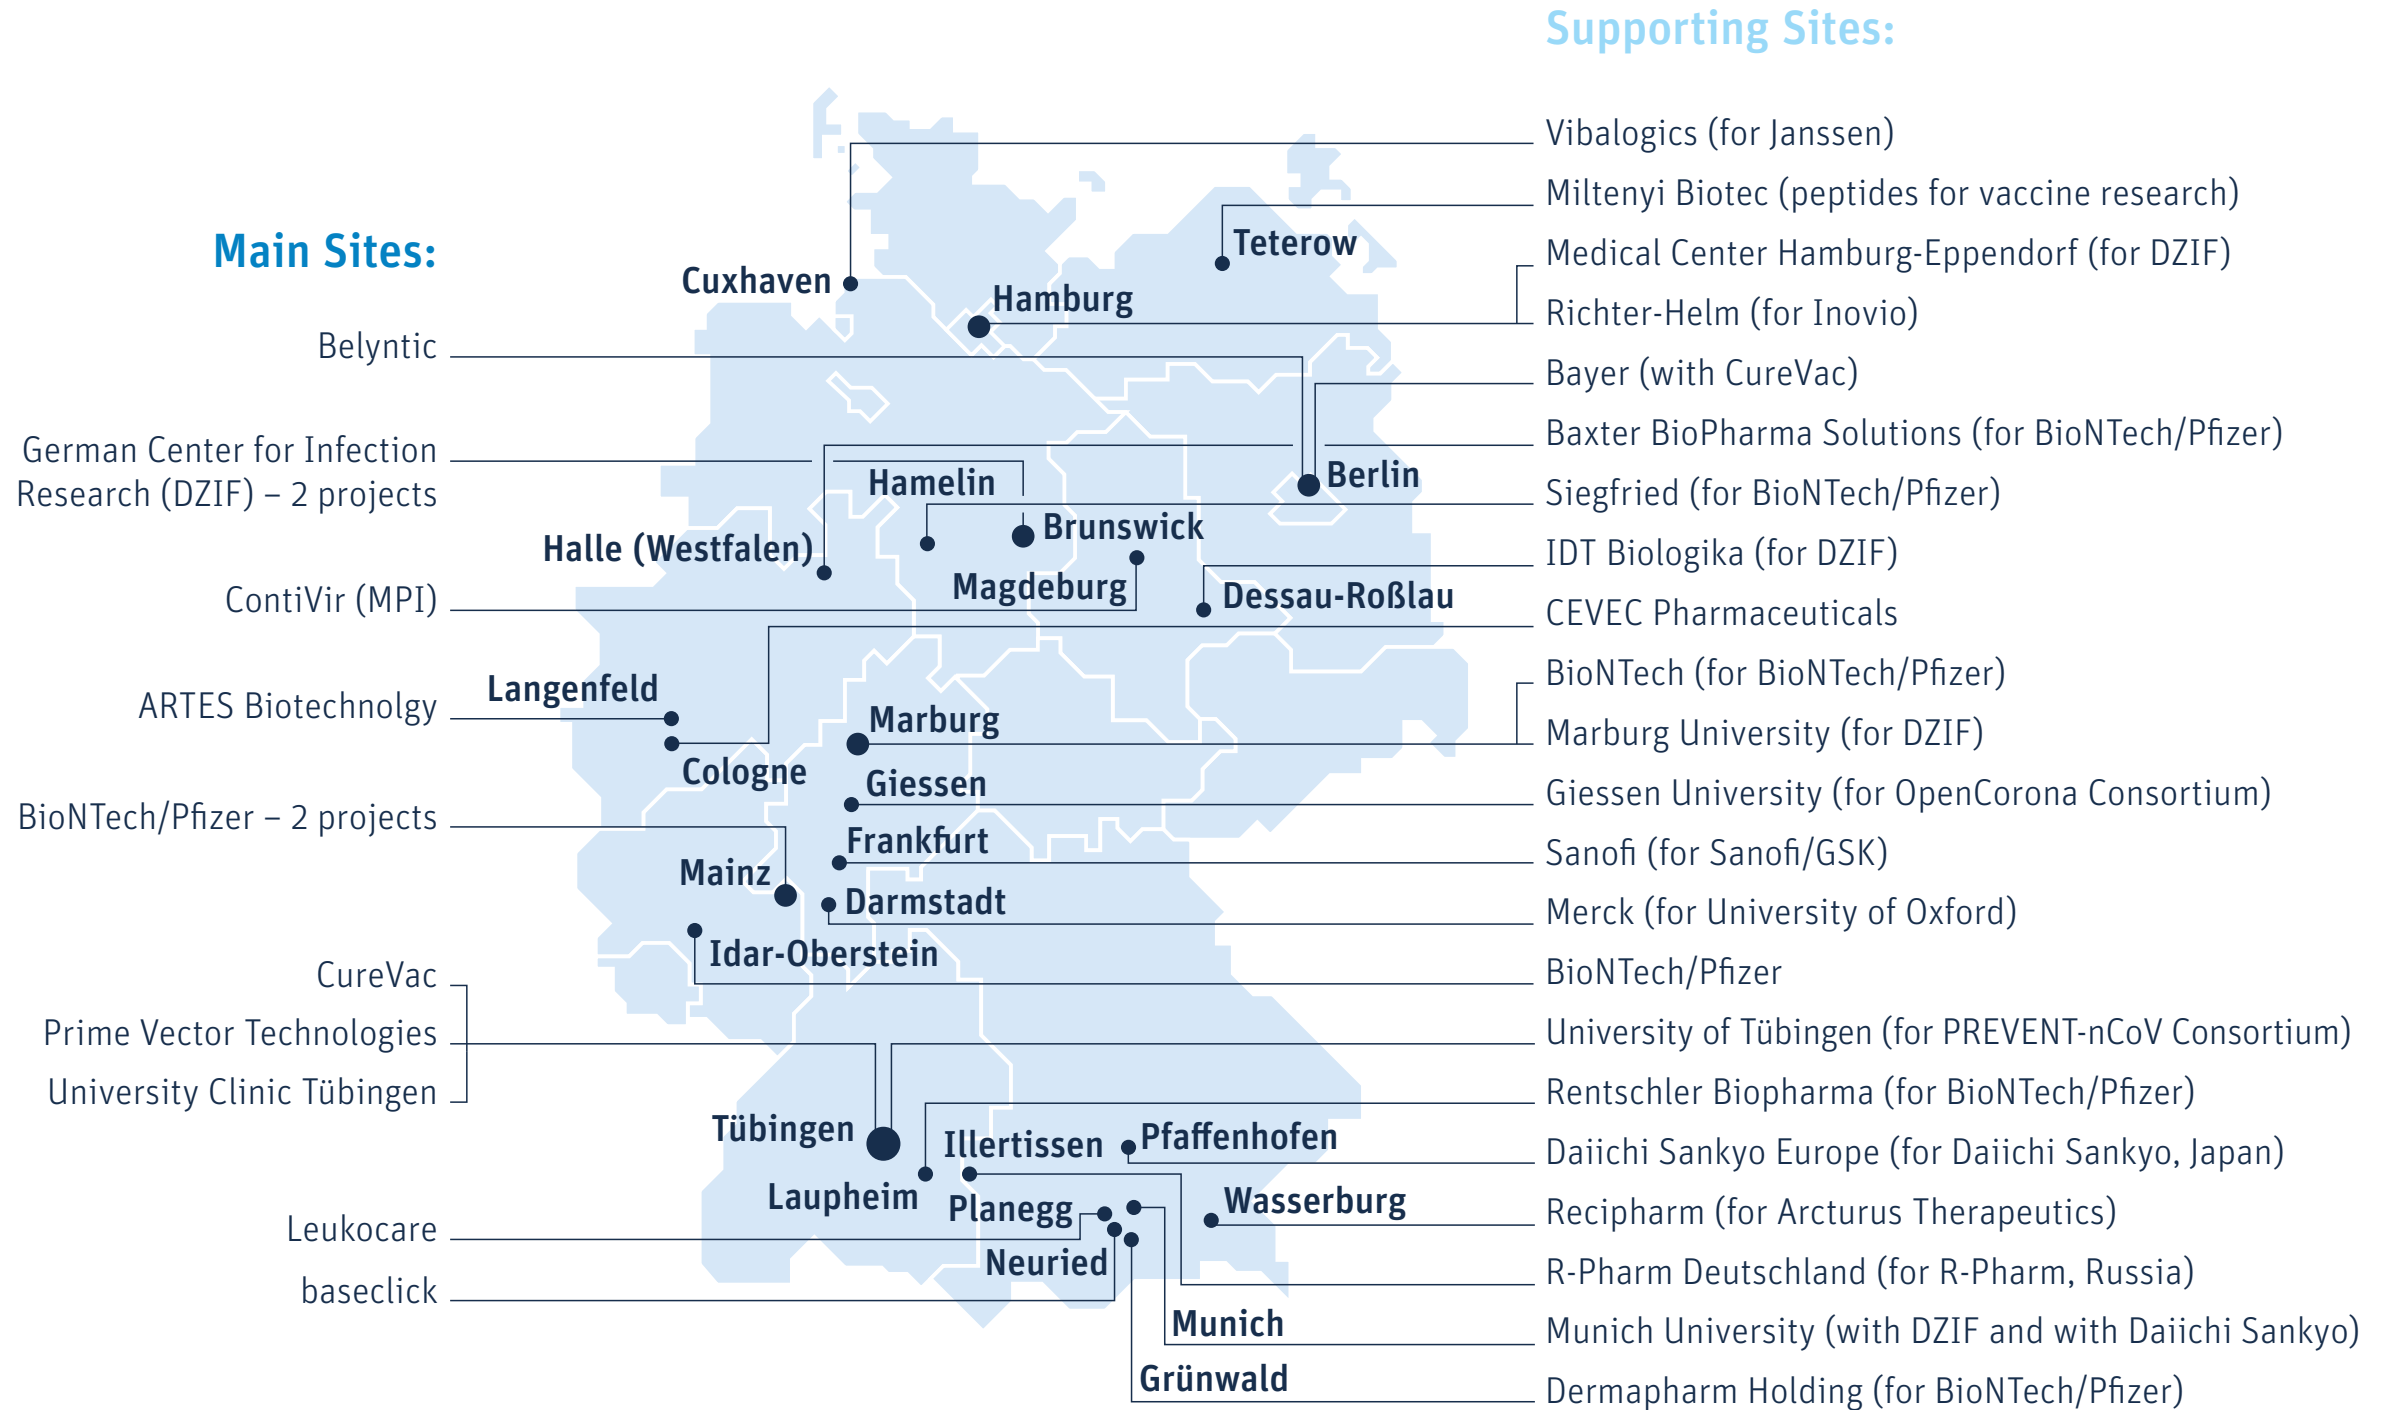 Supporting Sites:
Vibalogics (for Janssen)
Miltenyi Biotec (peptides for vaccine research)
Medical Center Hamburg-Eppendorf (for DZIF)
Richter-Helm (for Inovio)
Bayer (with CureVac)
Baxter BioPharma Solutions (for BioNTech/Pfizer)
Siegfried (for BioNTech/Pfizer)
IDT Biologika (for DZIF)
CEVEC Pharmaceuticals
BioNTech (for BioNTech/Pfizer)
Marburg University (for DZIF)
Giessen University (for OpenCorona Consortium)
Sanofi (for Sanofi/GSK)
Merck (for University of Oxford)
BioNTech/Pfizer
University of Tübingen (for PREVENT-nCoV Consortium)
Rentschler Biopharma (for BioNTech/Pfizer)
Daiichi Sankyo Europe (for Daiichi Sankyo, Japan)
Recipharm (for Arcturus Therapeutics)
R-Pharm Deutschland (for R-Pharm, Russia)
Munich University (with DZIF and with Daiichi Sankyo)
Dermapharm Holding (for BioNTech/Pfizer)
Main Sites:
Belyntic
German Center for Infection
Research (DZIF) – 2 projects
ContiVir (MPI)
ARTES Biotechnolgy
BioNTech/Pfizer – 2 projects
CureVac
Prime Vector Technologies
University Clinic Tübingen
Leukocare
baseclick
Teterow
Cuxhaven
Hamburg
Berlin
Hamelin
Brunswick
Halle (Westfalen)
Magdeburg
Dessau-Roßlau
Langenfeld
Marburg
Cologne
Giessen
Frankfurt
Mainz
Darmstadt
Idar-Oberstein
Tübingen
Illertissen
Pfaffenhofen
Laupheim
Planegg
Wasserburg
Neuried
Munich
Grünwald